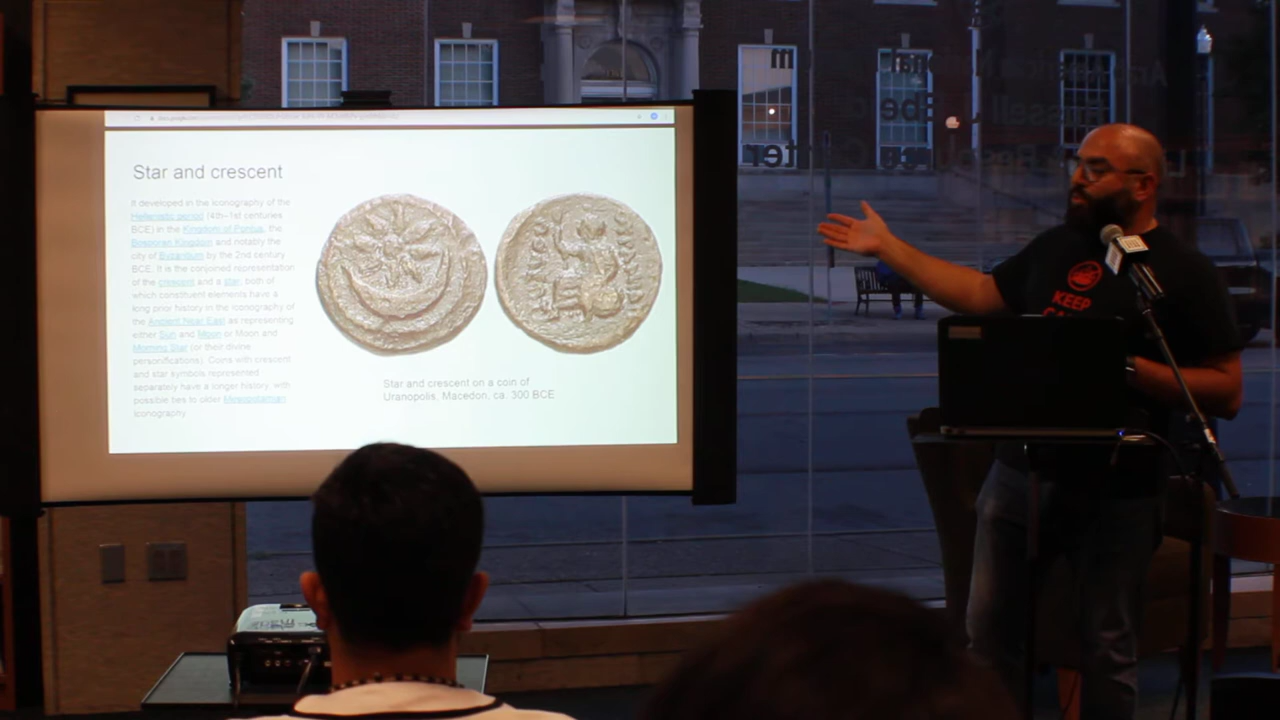 Star and crescent
It developed in the iconography of the
Hellenistic period (4th–1st centuries
BCE) in the Kingdom of Pontus, the
Bosporan Kingdom and notably the
city of Byzantium by the 2nd century
BCE. It is the conjoined representation
of the crescent and a star, both of
which constituent elements have a
long prior history in the iconography of
the Ancient Near East as representing
either Sun and Moon or Moon and
Morning Star (or their divine
personifications). Coins with crescent
and star symbols represented
separately have a longer history, with
possible ties to older Mesopotamian
iconography.
Star and crescent on a coin of
Uranopolis, Macedon, ca. 300 BCE
KEEP